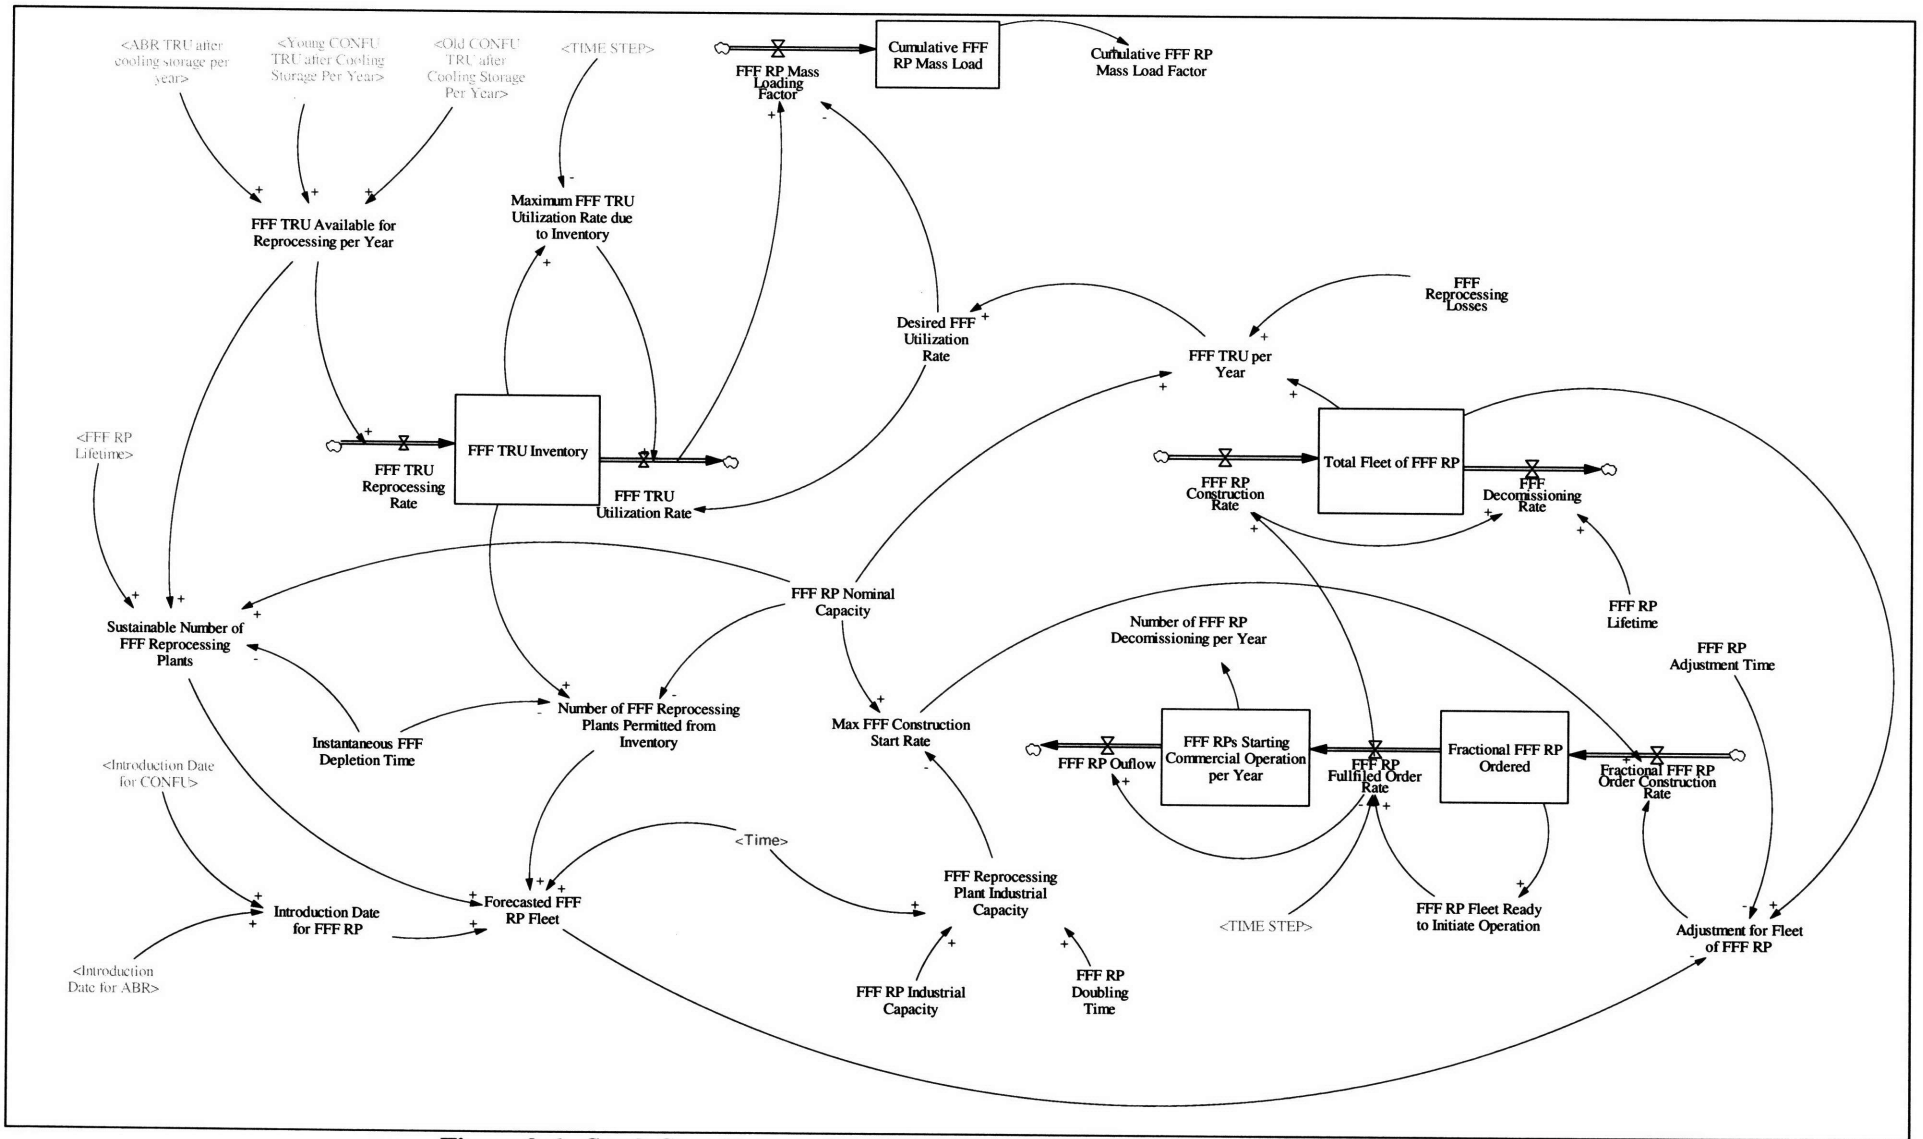 <ABR TRU after
cooling storage per
year>
<Young CONFU
TRU after Cooling
Storage Per Year>
<Old CONFU
TRU after
Cooling Storage
Per Year>
<TIME STEP>
FFF RP Mass
Loading
Factor
Cumulative FFF
RP Mass Load
Cumulative FFF RP
Mass Load Factor
FFF TRU Available for
Reprocessing per Year
Maximum FFF TRU
Utilization Rate due
to Inventory
Desired FFF
Utilization
Rate
FFF
Reprocessing
Losses
FFF TRU per
Year
<FFF RP
Lifetime>
FFF TRU
Reprocessing
Rate
FFF TRU Inventory
FFF TRU
Utilization Rate
FFF RP
Construction
Rate
Total Fleet of FFF RP
FFF
Decomissioning
Rate
FFF RP Nominal
Capacity
FFF RP
Lifetime
Sustainable Number of
FFF Reprocessing
Plants
Number of FFF RP
Decomissioning per Year
FFF RP
Adjustment Time
Instantaneous FFF
Depletion Time
Number of FFF Reprocessing
Plants Permitted from
Inventory
Max FFF Construction
Start Rate
FFF RP Ouflow
FFF RPs Starting
Commercial Operation
per Year
FFF RP
Fullfiled Order
Rate
Fractional FFF RP
Ordered
Fractional FFF RP
Order Construction
Rate
<Introduction Date
for CONFU>
<Time>
Introduction Date
for FFF RP
Forecasted FFF
RP Fleet
FFF Reprocessing
Plant Industrial
Capacity
<TIME STEP>
FFF RP Fleet Ready
to Initiate Operation
Adjustment for Fleet
of FFF RP
<Introduction
Date for ABR>
FFF RP Industrial
Capacity
FFF RP
Doubling
Time